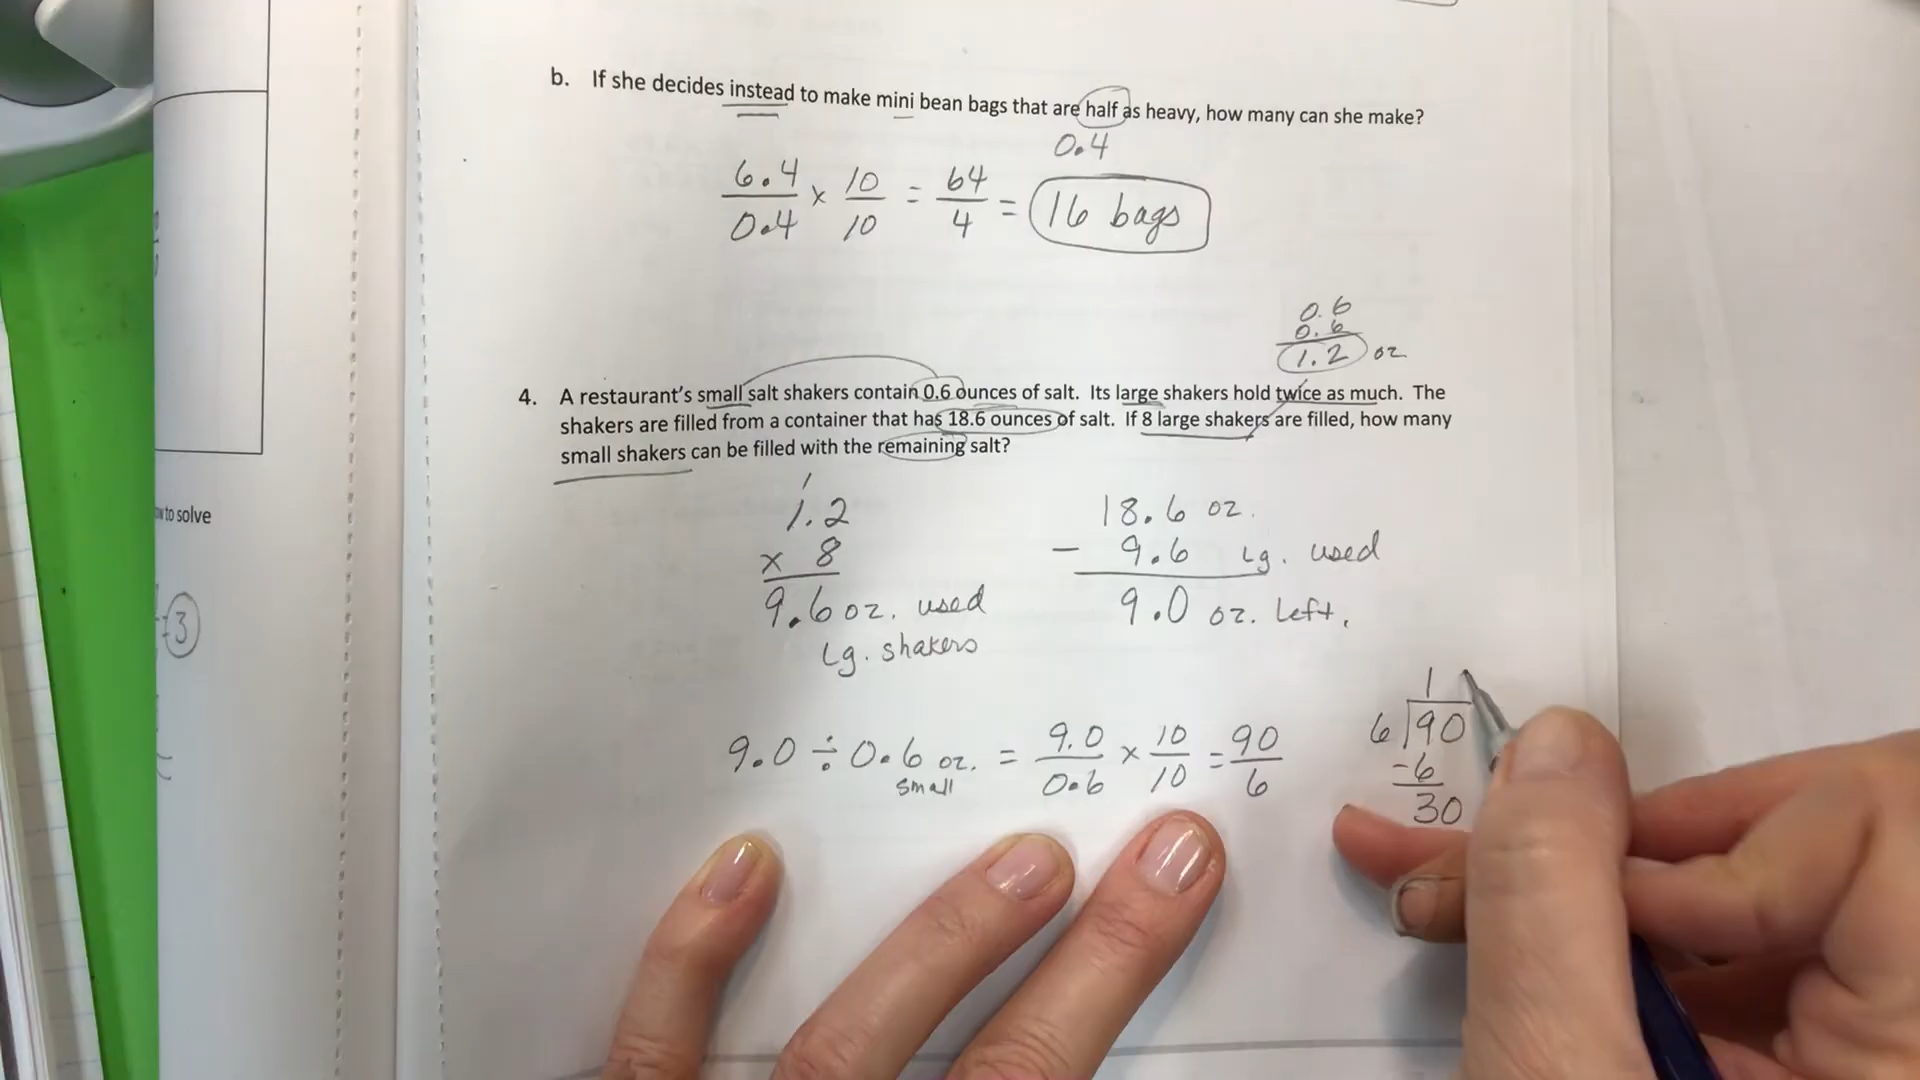 b. If she decides instead to make mini bean bags that are half as heavy, how many can she make?
0.4
6.4 / 0.4 x 10 / 10 = 64 / 4 = 16 bags
0.6
0.6
1.2 oz
4. A restaurant's small salt shakers contain 0.6 ounces of salt. Its large shakers hold twice as much. The
shakers are filled from a container that has 18.6 ounces of salt. If 8 large shakers are filled, how many
small shakers can be filled with the remaining salt?
1
1.2
x 8
9.6 oz. used
Lg. shakers
18.6 oz.
- 9.6 Lg. used
9.0 oz. Left.
9.0 ÷ 0.6 oz. = 9.0 / 0.6 x 10 / 10 = 90 / 6
small
1
6 90
-6
30
to solve
3